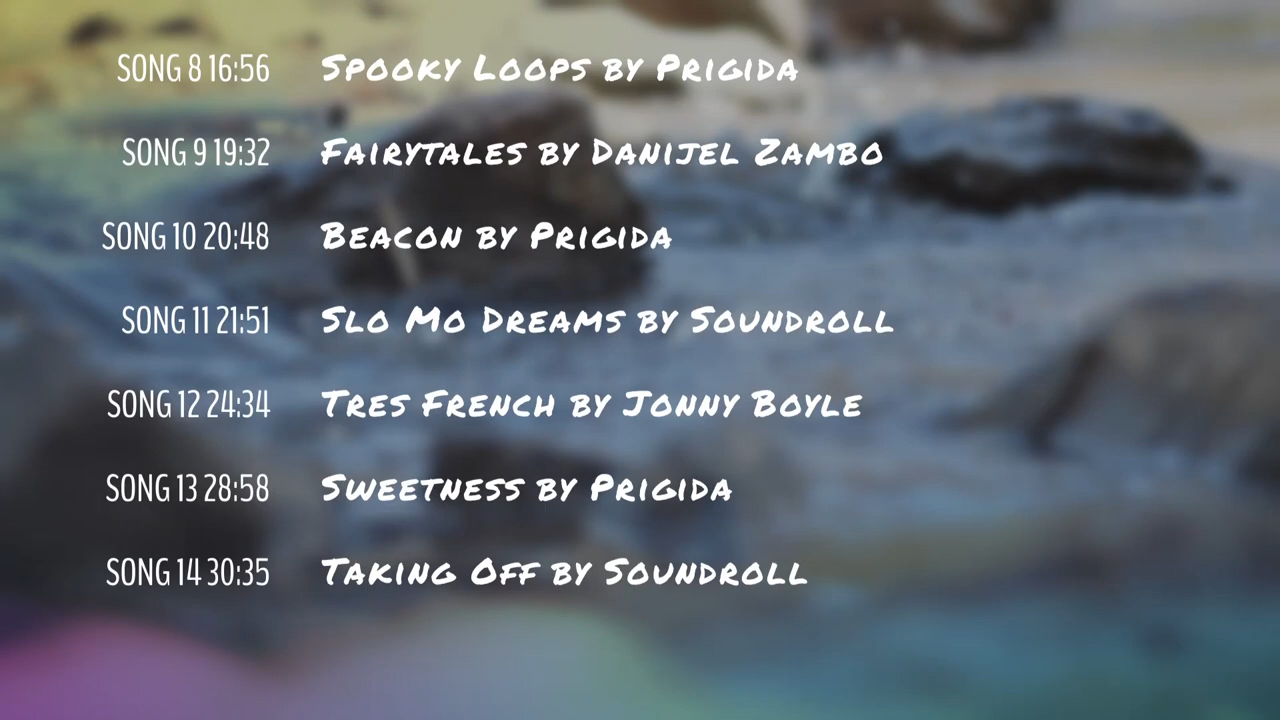 SONG 8 16:56 Spooky Loops by Prigida
SONG 9 19:32 Fairytales by Danijel Zambo
SONG 10 20:48 Beacon by Prigida
SONG 11 21:51 Slo Mo Dreams by Soundroll
SONG 12 24:34 Tres French by Jonny Boyle
SONG 13 28:58 Sweetness by Prigida
SONG 14 30:35 Taking Off by Soundroll